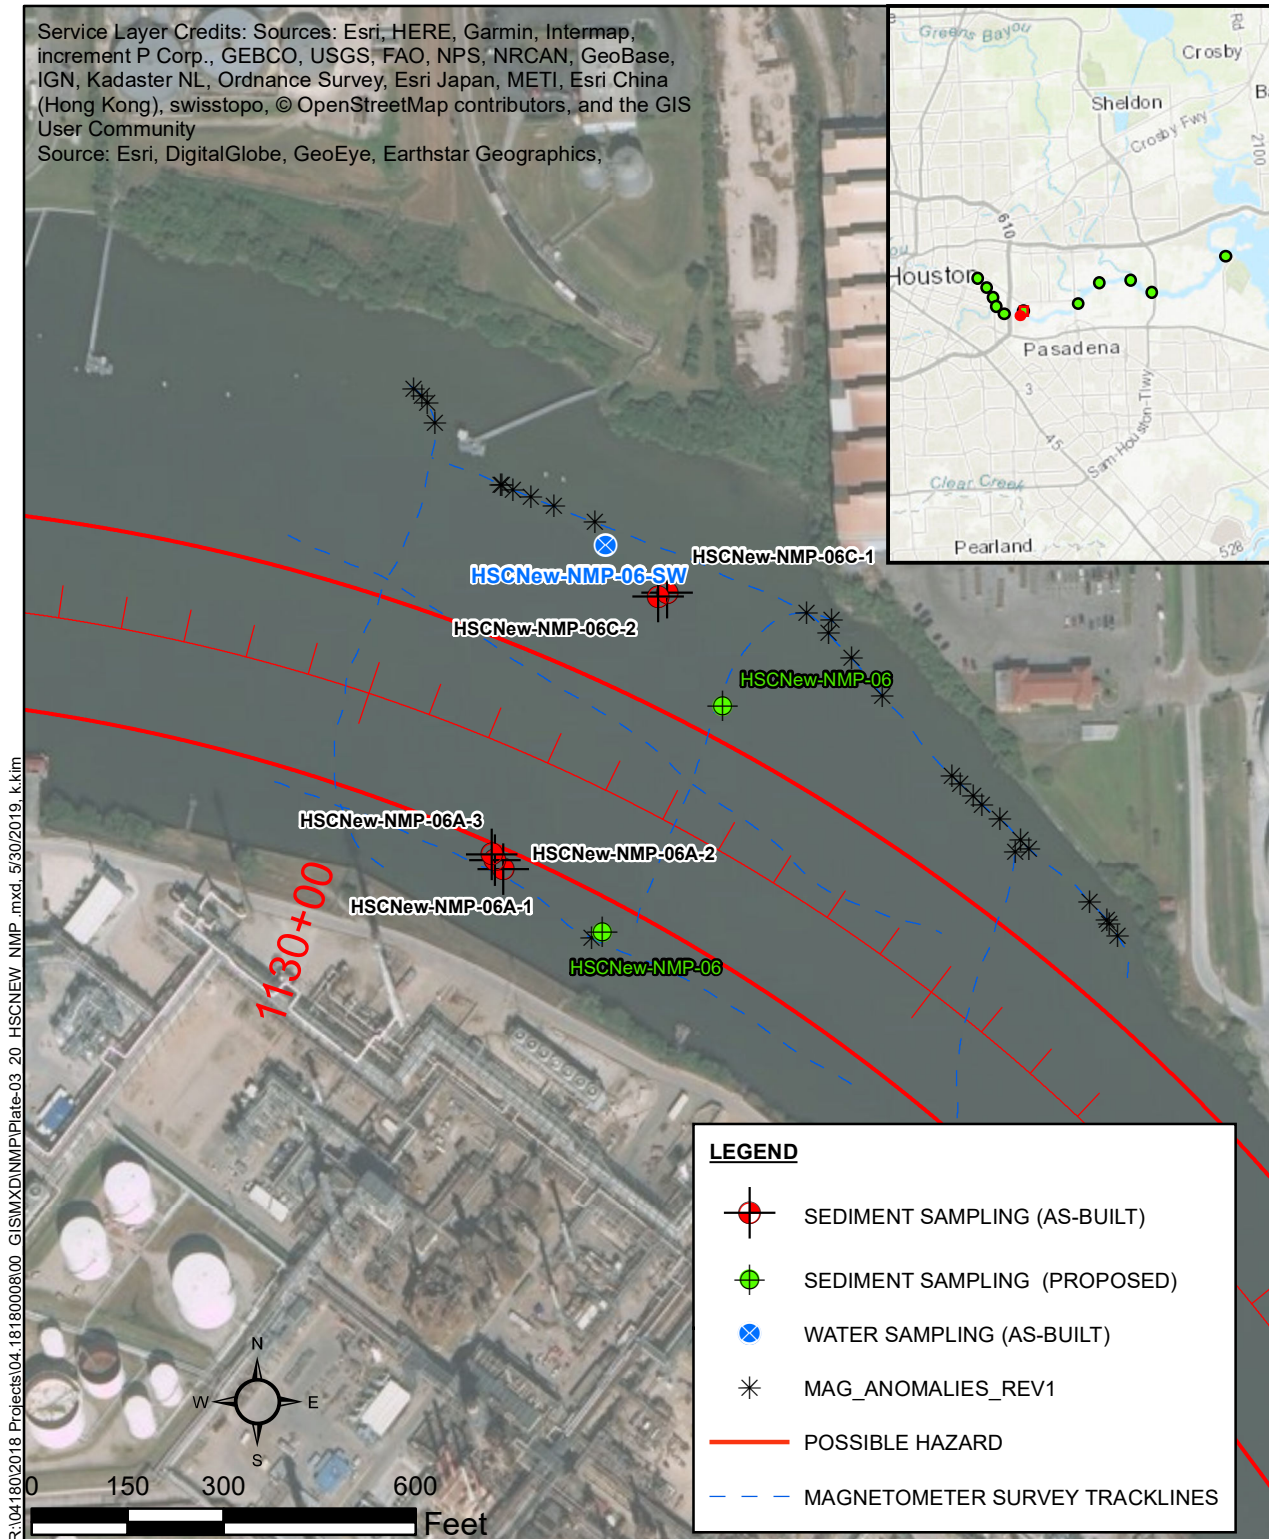 Service Layer Credits: Sources: Esri, HERE, Garmin, Intermap,
increment P Corp., GEBCO, USGS, FAO, NPS, NRCAN, GeoBase,
IGN, Kadaster NL, Ordnance Survey, Esri Japan, METI, Esri China
(Hong Kong), swisstopo, © OpenStreetMap contributors, and the GIS
User Community
Source: Esri, DigitalGlobe, GeoEye, Earthstar Geographics,
Greens Bayou
Rd
Crosby
Sheldon
Crosby Fwy
2100
610
Houston
Pasadena
3
45
Sam-Houston-Tlwy
Clear Creek
Pearland
528
HSCNew-NMP-06C-1
HSCNew-NMP-06-SW
HSCNew-NMP-06C-2
HSCNew-NMP-06
HSCNew-NMP-06A-3
HSCNew-NMP-06A-2
HSCNew-NMP-06A-1
HSCNew-NMP-06
1130+00
LEGEND
SEDIMENT SAMPLING (AS-BUILT)
SEDIMENT SAMPLING (PROPOSED)
WATER SAMPLING (AS-BUILT)
MAG_ANOMALIES_REV1
POSSIBLE HAZARD
MAGNETOMETER SURVEY TRACKLINES
N
W E
S
0 150 300 600
Feet
R:\04180\2018 Projects\04.18180008\00_GIS\MXD\NMP\Plate-03_20_HSCNEW_NMP_.mxd, 5/30/2019, k.kim